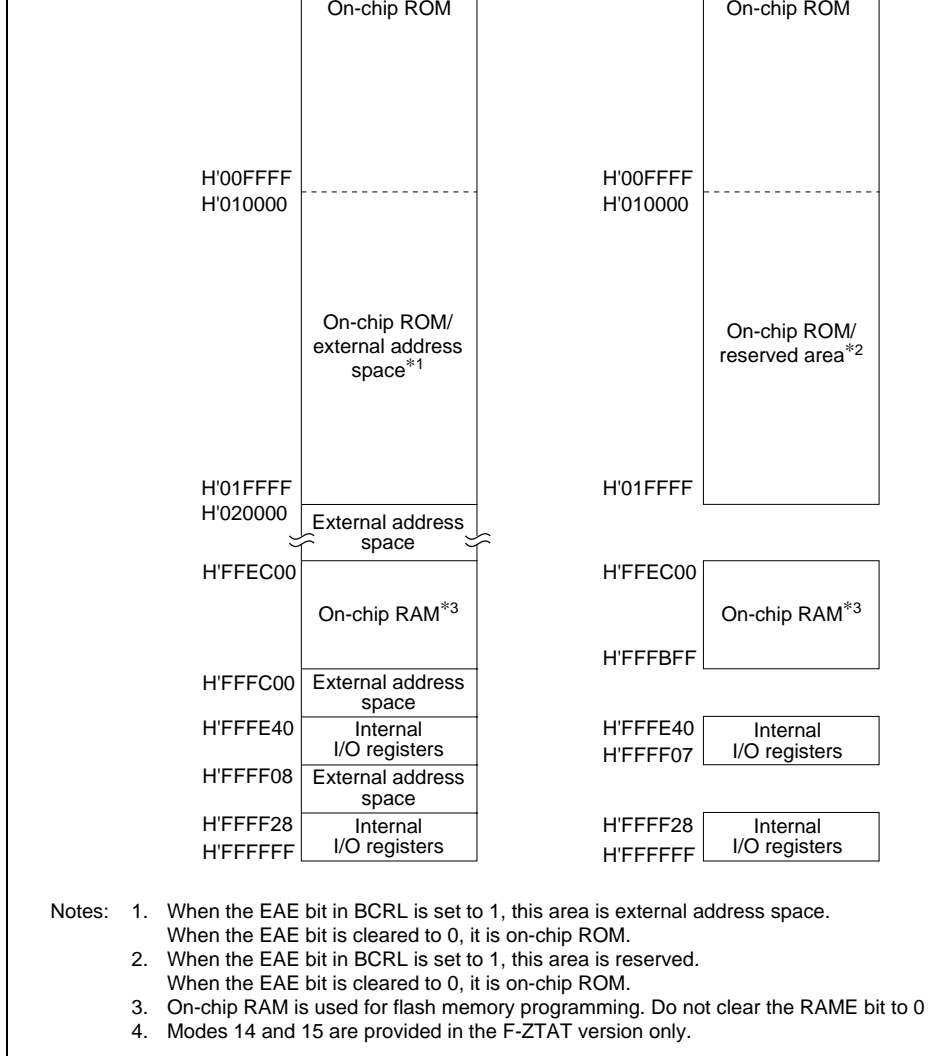 On-chip ROM
H'00FFFF
H'010000
On-chip ROM/
external address
space*1
H'01FFFF
H'020000
External address
space
H'FFEC00
On-chip RAM*3
H'FFFC00
External address
space
H'FFFE40
Internal
I/O registers
H'FFFF08
External address
space
H'FFFF28
Internal
I/O registers
H'FFFFFF
On-chip ROM
H'00FFFF
H'010000
On-chip ROM/
reserved area*2
H'01FFFF
H'FFEC00
On-chip RAM*3
H'FFFBFF
H'FFFE40
Internal
I/O registers
H'FFFF07
H'FFFF28
Internal
I/O registers
H'FFFFFF
Notes: 1. When the EAE bit in BCRL is set to 1, this area is external address space.
When the EAE bit is cleared to 0, it is on-chip ROM.
2. When the EAE bit in BCRL is set to 1, this area is reserved.
When the EAE bit is cleared to 0, it is on-chip ROM.
3. On-chip RAM is used for flash memory programming. Do not clear the RAME bit to 0
4. Modes 14 and 15 are provided in the F-ZTAT version only.